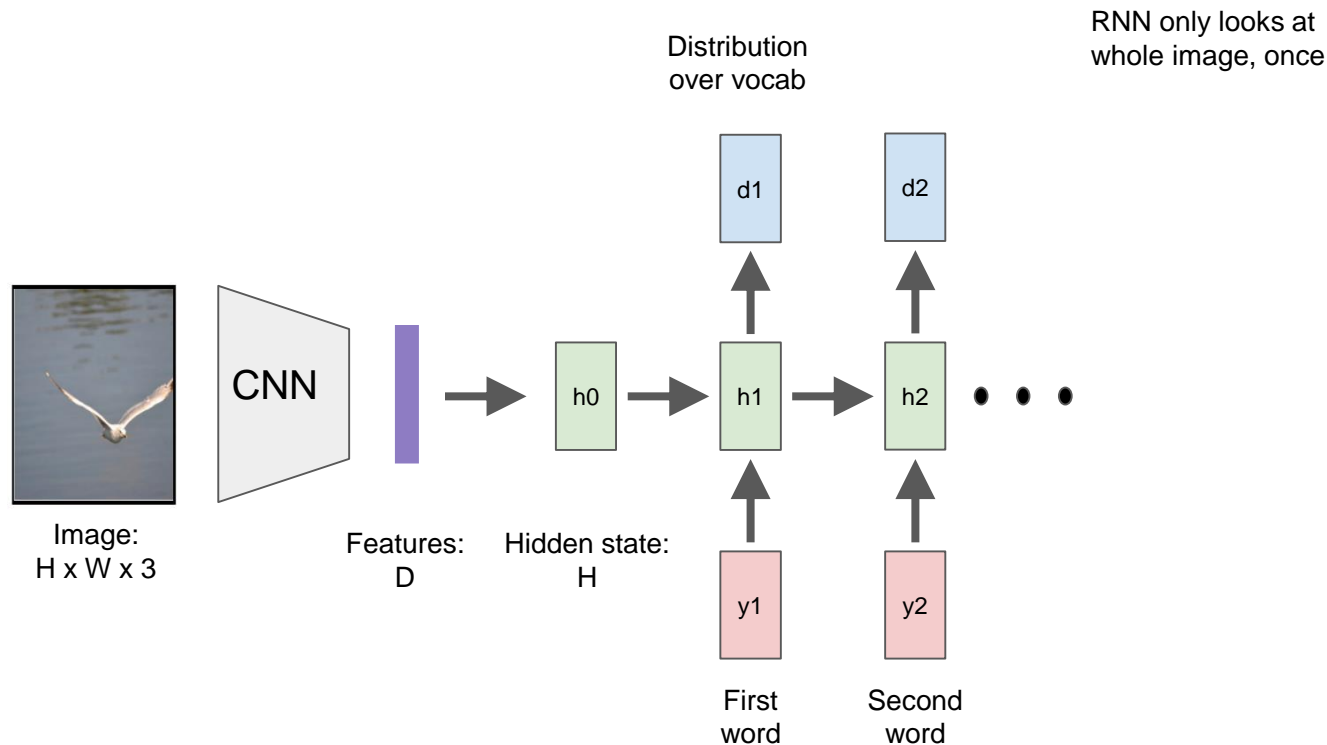 RNN only looks at
whole image, once
Distribution
over vocab
d1
d2
CNN
h0
h1
h2
Image:
H x W x 3
Features:
D
Hidden state:
H
y1
y2
First
word
Second
word